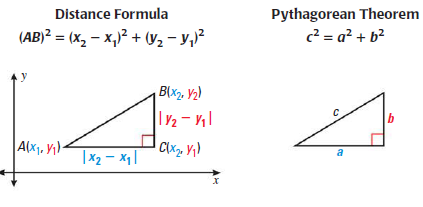 Distance Formula
(AB)² = (x₂ − x₁)² + (y₂ − y₁)²
y
B(x₂, y₂)
|y₂ − y₁|
A(x₁, y₁)
C(x₂, y₁)
|x₂ − x₁|
x
Pythagorean Theorem
c² = a² + b²
c
b
a